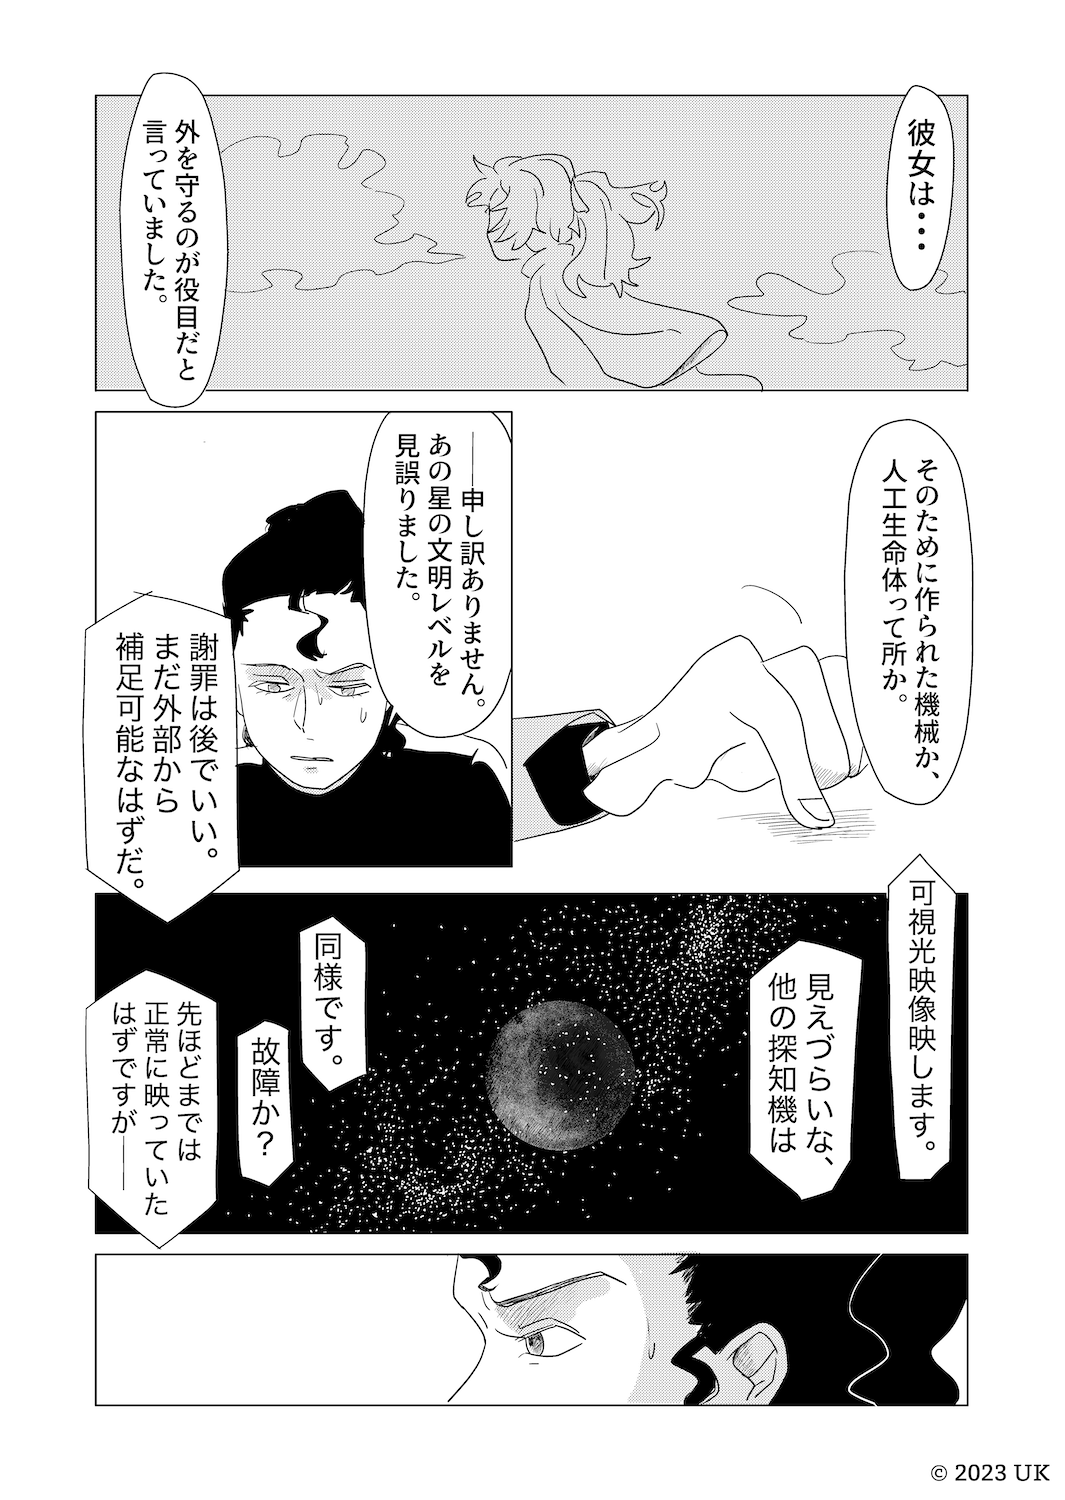 彼女は・・・
外を守るのが役目だと
言っていました。
そのために作られた機械か、
人工生命体って所か。
──申し訳ありません。
あの星の文明レベルを
見誤りました。
謝罪は後でいい。
まだ外部から
補足可能なはずだ。
可視光映像映します。
見えづらいな、
他の探知機は
同様です。
故障か？
先ほどまでは
正常に映っていた
はずですが──
© 2023 UK